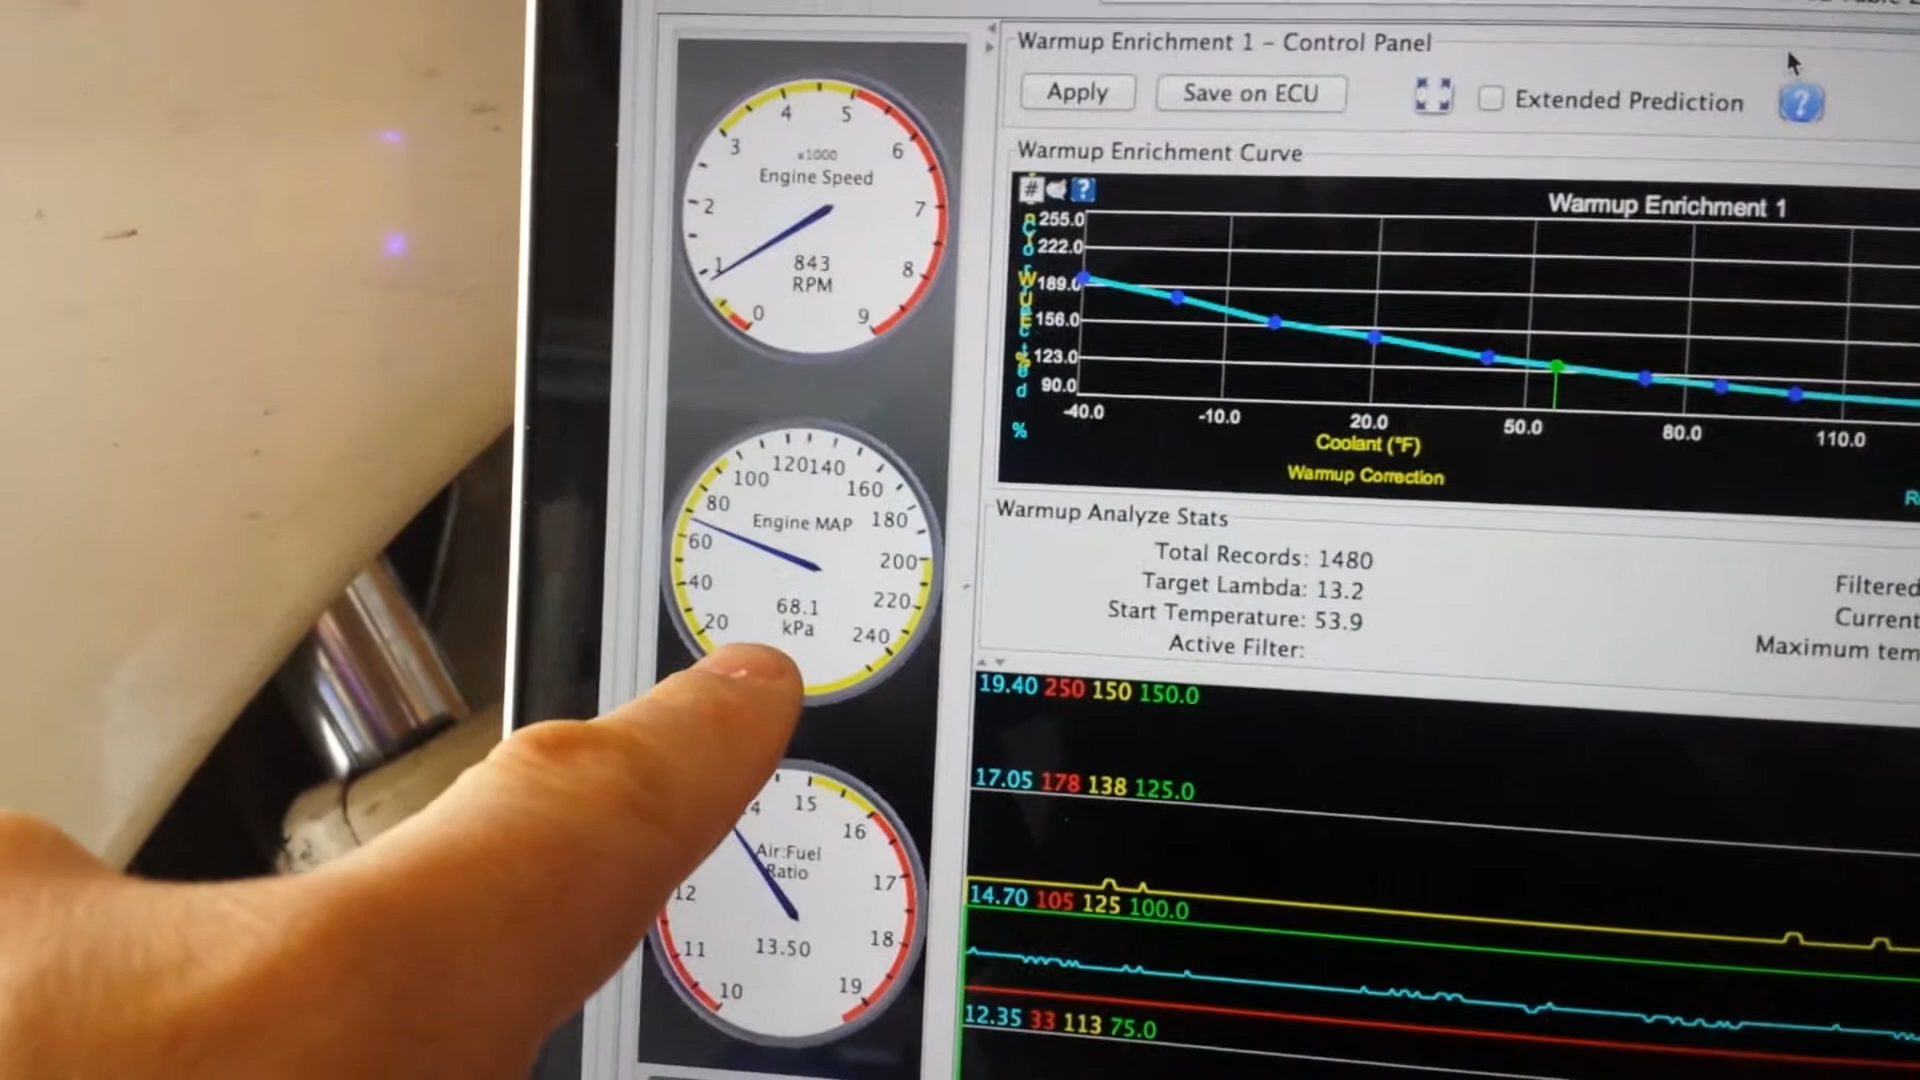 Warmup Enrichment 1 – Control Panel
Apply
Save on ECU
Extended Prediction
?
Warmup Enrichment Curve
# ?
Warmup Enrichment 1
255.0
222.0
189.0
156.0
123.0
90.0
%
-40.0 -10.0 20.0 50.0 80.0 110.0
Coolant (°F)
Warmup Correction
0 1 2 3 4 5 6 7 8 9
x1000
Engine Speed
843
RPM
20 40 60 80 100 120 140 160 180 200 220 240
Engine MAP
68.1
kPa
10 11 12 15 16 17 18 19
Air:Fuel
Ratio
13.50
Warmup Analyze Stats
Total Records: 1480
Target Lambda: 13.2
Start Temperature: 53.9
Active Filter:
Filtered
Current
Maximum tem
19.40 250 150 150.0
17.05 178 138 125.0
14.70 105 125 100.0
12.35 33 113 75.0